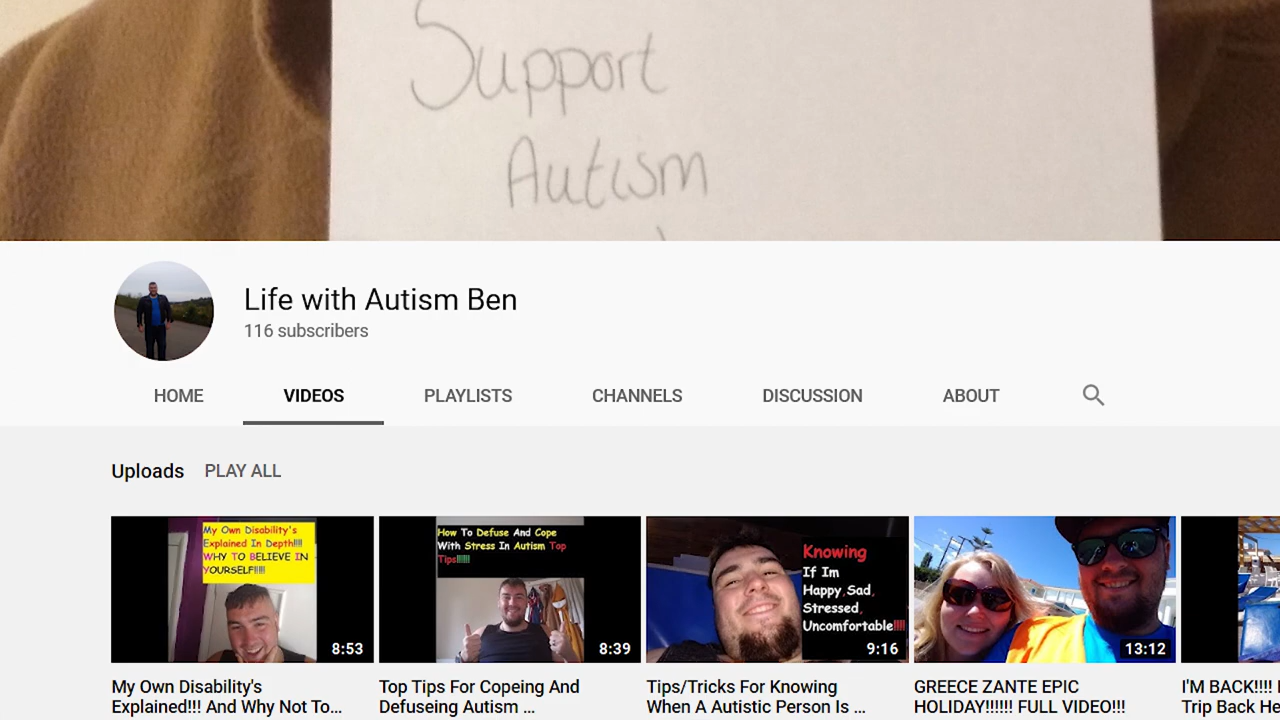 Support
Autism
Life with Autism Ben
116 subscribers
HOME VIDEOS PLAYLISTS CHANNELS DISCUSSION ABOUT
Uploads PLAY ALL
My Own Disability's
Explained In Depth!!!!
WHY TO BELIEVE IN
YOURSELF!!!!!
8:53
How To Defuse And Cope
With Stress In Autism Top
Tips!!!!!!
8:39
Knowing
If Im
Happy,Sad,
Stressed,
Uncomfortable!!!!
9:16
13:12
My Own Disability's
Explained!!! And Why Not To...
Top Tips For Copeing And
Defuseing Autism ...
Tips/Tricks For Knowing
When A Autistic Person Is ...
GREECE ZANTE EPIC
HOLIDAY!!!!!! FULL VIDEO!!!
I'M BACK!!!!
Trip Back He